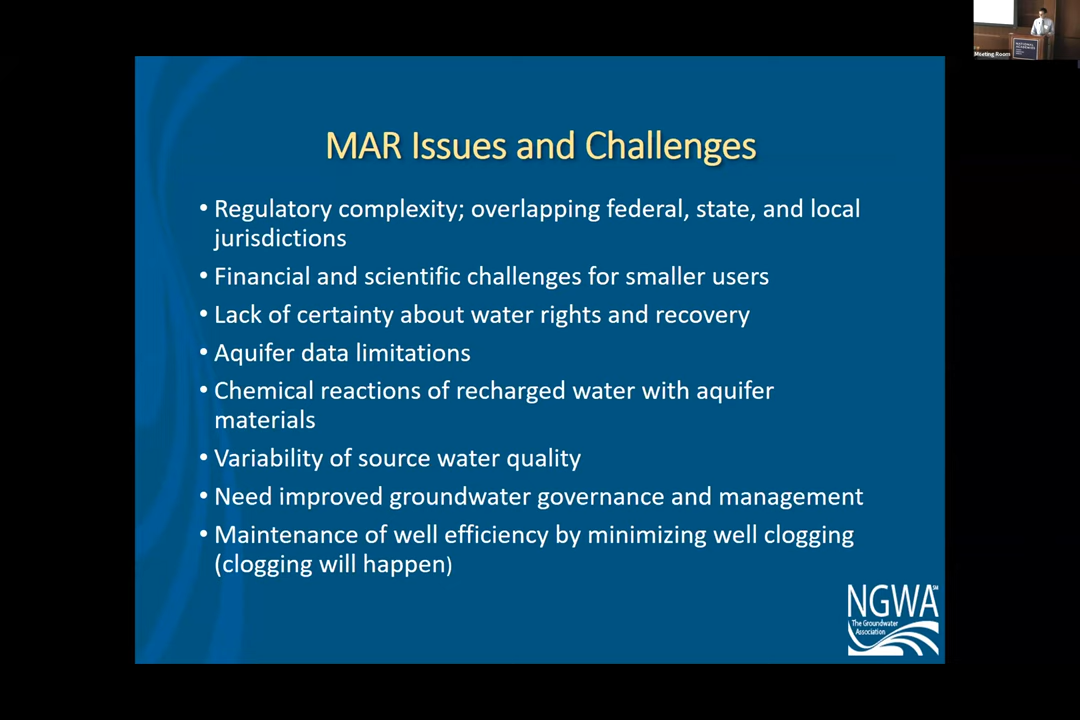 Meeting Room
MAR Issues and Challenges
• Regulatory complexity; overlapping federal, state, and local
jurisdictions
• Financial and scientific challenges for smaller users
• Lack of certainty about water rights and recovery
• Aquifer data limitations
• Chemical reactions of recharged water with aquifer
materials
• Variability of source water quality
• Need improved groundwater governance and management
• Maintenance of well efficiency by minimizing well clogging
(clogging will happen)
NGWA
The Groundwater
Association